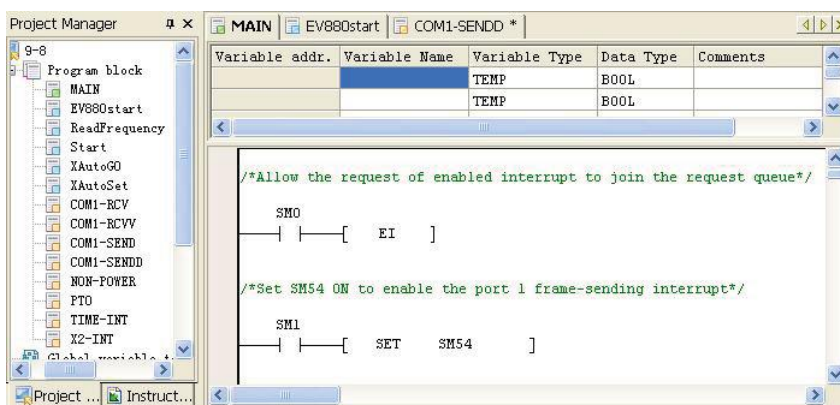 Project Manager
9-8
Program block
MAIN
EV880start
ReadFrequency
Start
XAutoGO
XAutoSet
COM1-RCV
COM1-RCVV
COM1-SEND
COM1-SENDD
NON-POWER
PTO
TIME-INT
X2-INT
Project ...
Instruct...
MAIN
EV880start
COM1-SENDD *
Variable addr. Variable Name Variable Type Data Type Comments
TEMP BOOL
TEMP BOOL
/*Allow the request of enabled interrupt to join the request queue*/
SM0
[ EI ]
/*Set SM54 ON to enable the port 1 frame-sending interrupt*/
SM1
[ SET SM54 ]